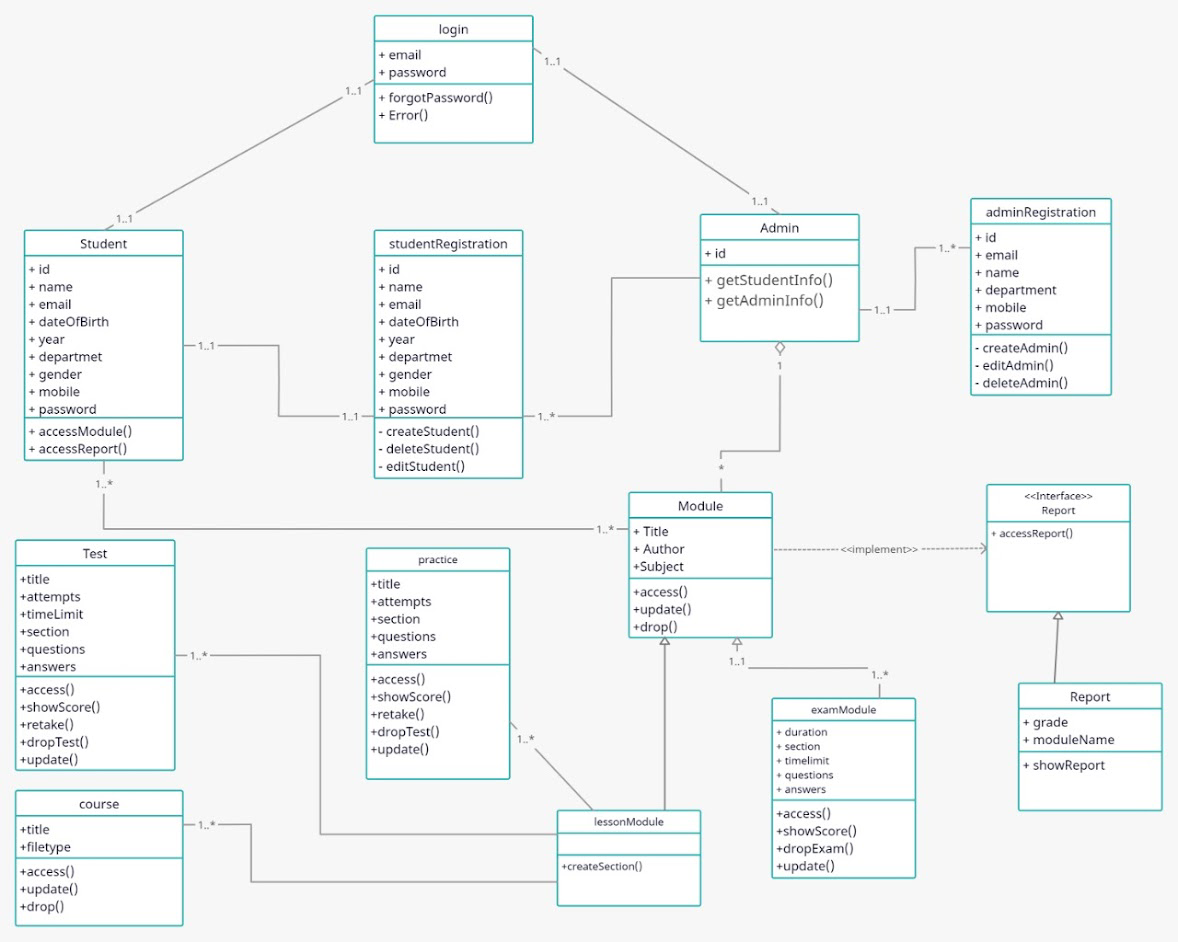 login
+ email
+ password
+ forgotPassword()
+ Error()
1..1
1..1
1..1
1..1
Student
+ id
+ name
+ email
+ dateOfBirth
+ year
+ departmet
+ gender
+ mobile
+ password
+ accessModule()
+ accessReport()
1..1
1..1
studentRegistration
+ id
+ name
+ email
+ dateOfBirth
+ year
+ departmet
+ gender
+ mobile
+ password
- createStudent()
- deleteStudent()
- editStudent()
1..*
Admin
+ id
+ getStudentInfo()
+ getAdminInfo()
1..1
1..*
adminRegistration
+ id
+ email
+ name
+ department
+ mobile
+ password
- createAdmin()
- editAdmin()
- deleteAdmin()
1
*
1..*
1..*
Module
+ Title
+ Author
+Subject
+access()
+update()
+drop()
<<implement>>
<<Interface>>
Report
+ accessReport()
Test
+title
+attempts
+timeLimit
+section
+questions
+answers
+access()
+showScore()
+retake()
+dropTest()
+update()
1..*
practice
+title
+attempts
+section
+questions
+answers
+access()
+showScore()
+retake()
+dropTest()
+update()
1..*
1..1
1..*
examModule
+ duration
+ section
+ timelimit
+ questions
+ answers
+access()
+showScore()
+dropExam()
+update()
Report
+ grade
+ moduleName
+ showReport
course
+title
+filetype
+access()
+update()
+drop()
1..*
lessonModule
+createSection()